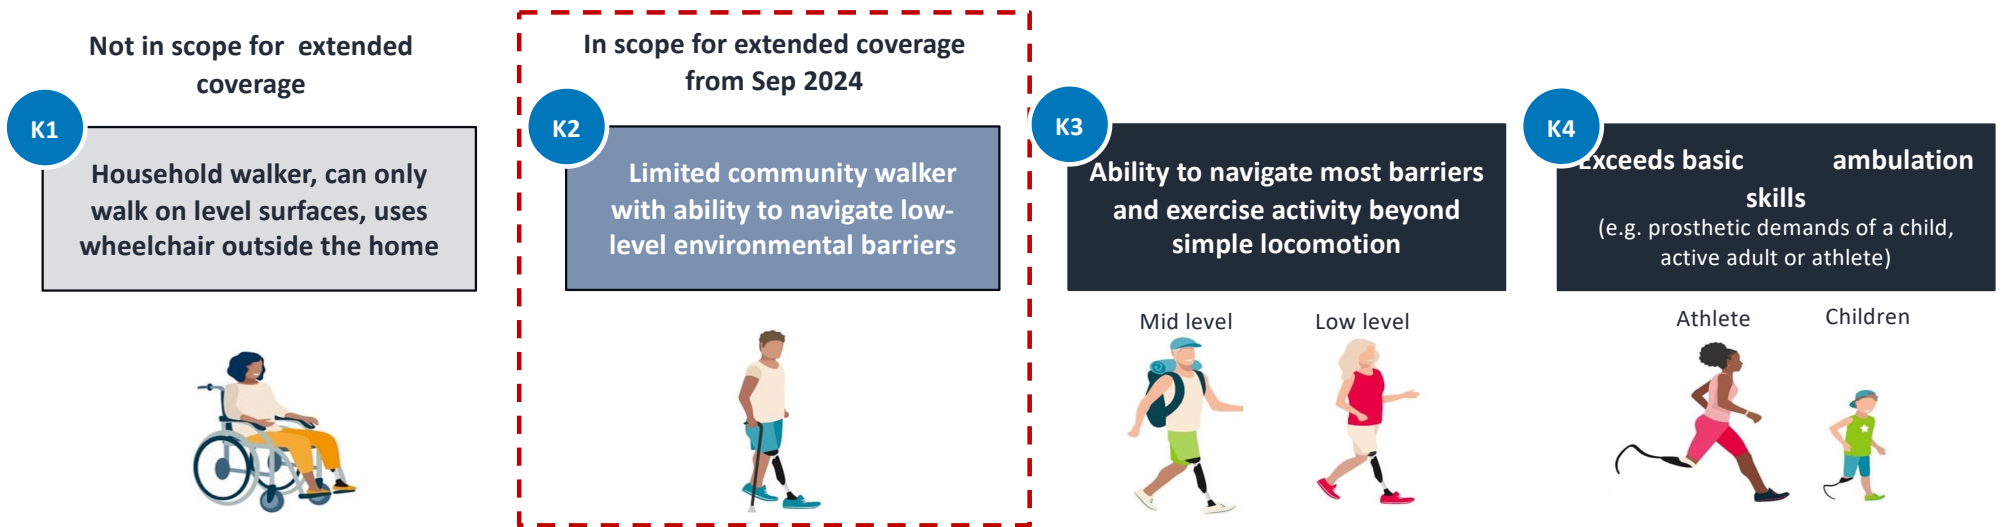 Not in scope for extended
coverage
K1
Household walker, can only
walk on level surfaces, uses
wheelchair outside the home
In scope for extended coverage
from Sep 2024
K2
Limited community walker
with ability to navigate low-
level environmental barriers
K3
Ability to navigate most barriers
and exercise activity beyond
simple locomotion
Mid level
Low level
K4
Exceeds basic ambulation
skills
(e.g. prosthetic demands of a child,
active adult or athlete)
Athlete
Children